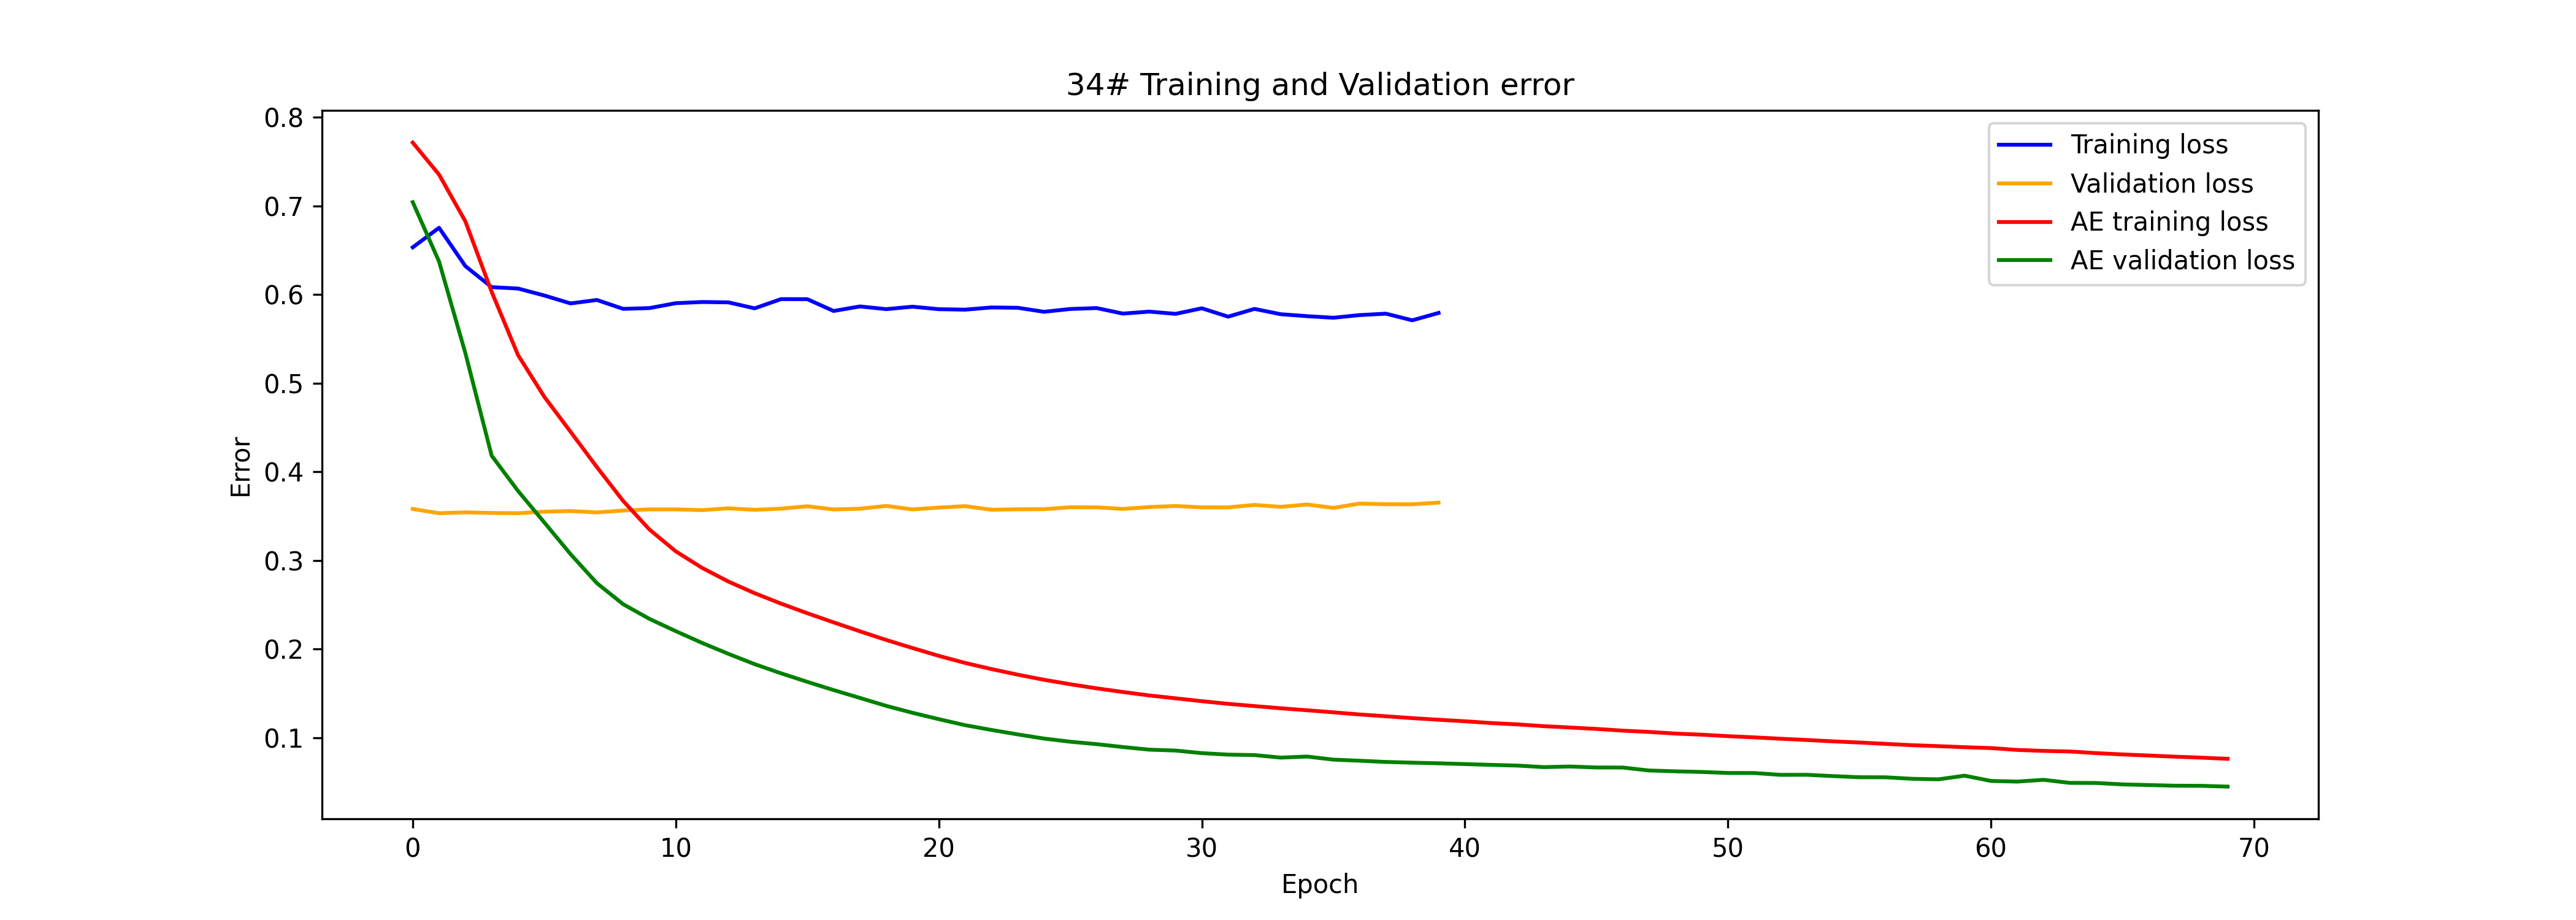 34# Training and Validation error
0.8
0.7
0.6
0.5
0.4
0.3
0.2
0.1
Error
0 10 20 30 40 50 60 70
Epoch
Training loss
Validation loss
AE training loss
AE validation loss